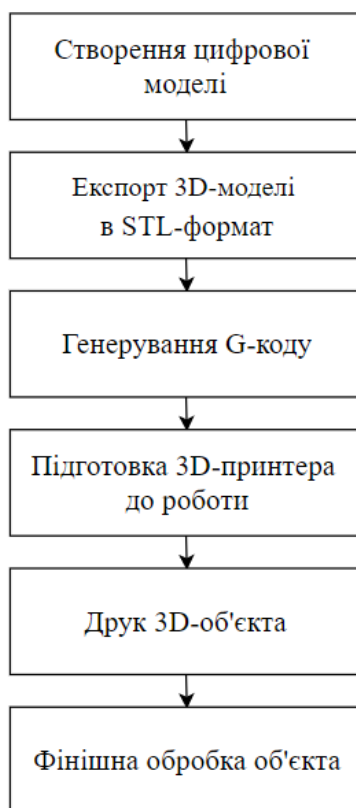 Створення цифрової
моделі
Експорт 3D-моделі
в STL-формат
Генерування G-коду
Підготовка 3D-принтера
до роботи
Друк 3D-об'єкта
Фінішна обробка об'єкта